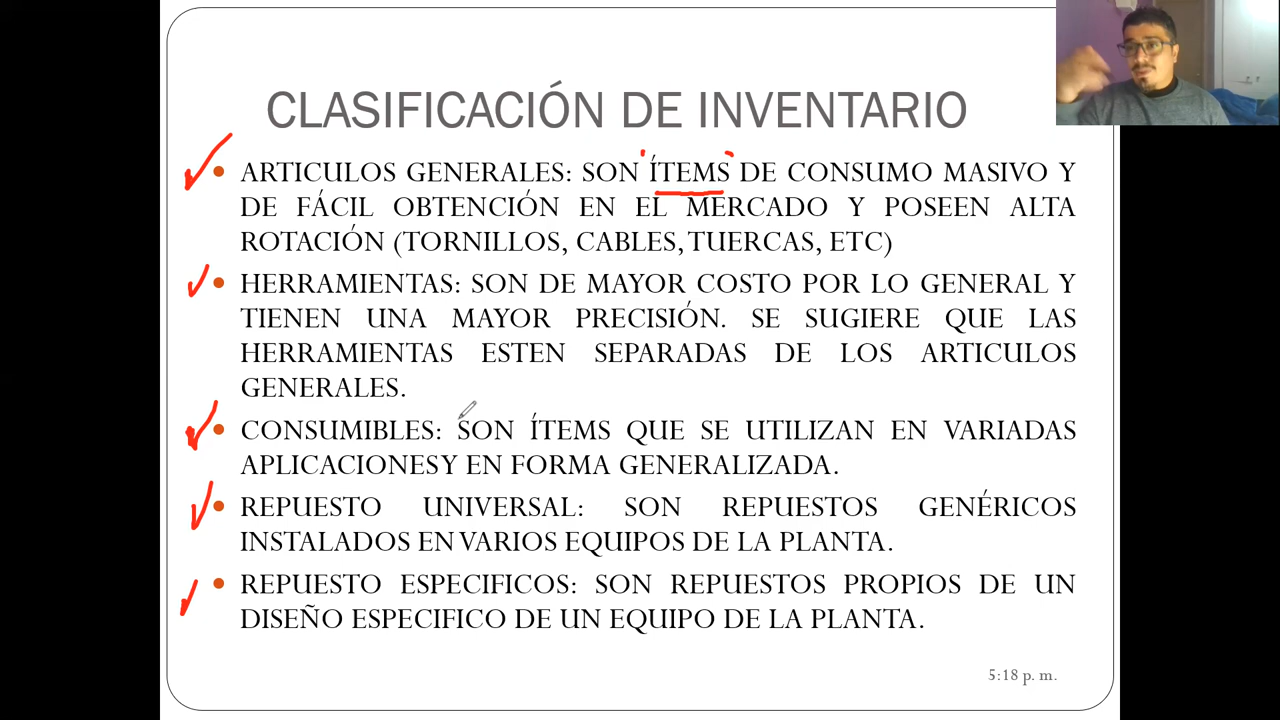 CLASIFICACIÓN DE INVENTARIO
• ARTICULOS GENERALES: SON ÍTEMS DE CONSUMO MASIVO Y
DE FÁCIL OBTENCIÓN EN EL MERCADO Y POSEEN ALTA
ROTACIÓN (TORNILLOS, CABLES, TUERCAS, ETC)
• HERRAMIENTAS: SON DE MAYOR COSTO POR LO GENERAL Y
TIENEN UNA MAYOR PRECISIÓN. SE SUGIERE QUE LAS
HERRAMIENTAS ESTEN SEPARADAS DE LOS ARTICULOS
GENERALES.
• CONSUMIBLES: SON ÍTEMS QUE SE UTILIZAN EN VARIADAS
APLICACIONES Y EN FORMA GENERALIZADA.
• REPUESTO UNIVERSAL: SON REPUESTOS GENÉRICOS
INSTALADOS EN VARIOS EQUIPOS DE LA PLANTA.
• REPUESTO ESPECIFICOS: SON REPUESTOS PROPIOS DE UN
DISEÑO ESPECIFICO DE UN EQUIPO DE LA PLANTA.
5:18 p. m.